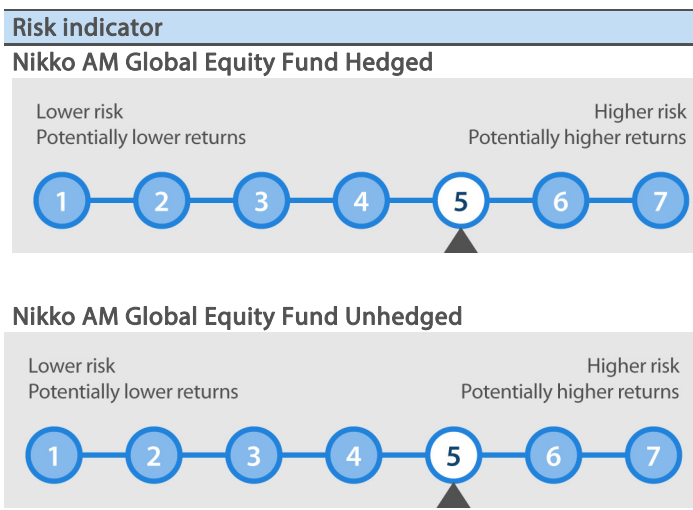 Risk indicator
Nikko AM Global Equity Fund Hedged
Lower risk Higher risk
Potentially lower returns Potentially higher returns
1 2 3 4 5 6 7
Nikko AM Global Equity Fund Unhedged
Lower risk Higher risk
Potentially lower returns Potentially higher returns
1 2 3 4 5 6 7